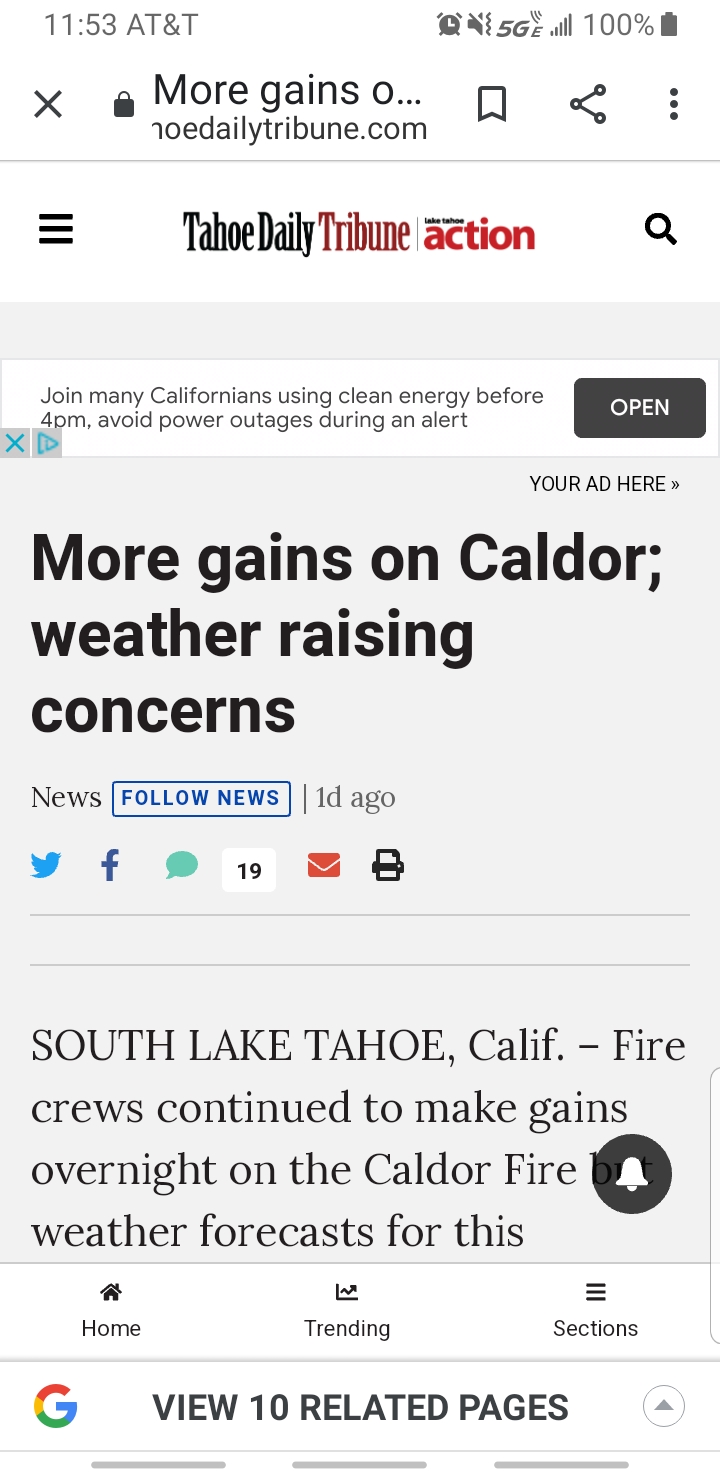 11:53 AT&T 5G E 100%
More gains o...
hoedailytribune.com
Tahoe Daily Tribune | lake tahoe action
Join many Californians using clean energy before
4pm, avoid power outages during an alert
OPEN
YOUR AD HERE »
More gains on Caldor;
weather raising
concerns
News FOLLOW NEWS | 1d ago
19
SOUTH LAKE TAHOE, Calif. – Fire
crews continued to make gains
overnight on the Caldor Fire but
weather forecasts for this
Home Trending Sections
VIEW 10 RELATED PAGES